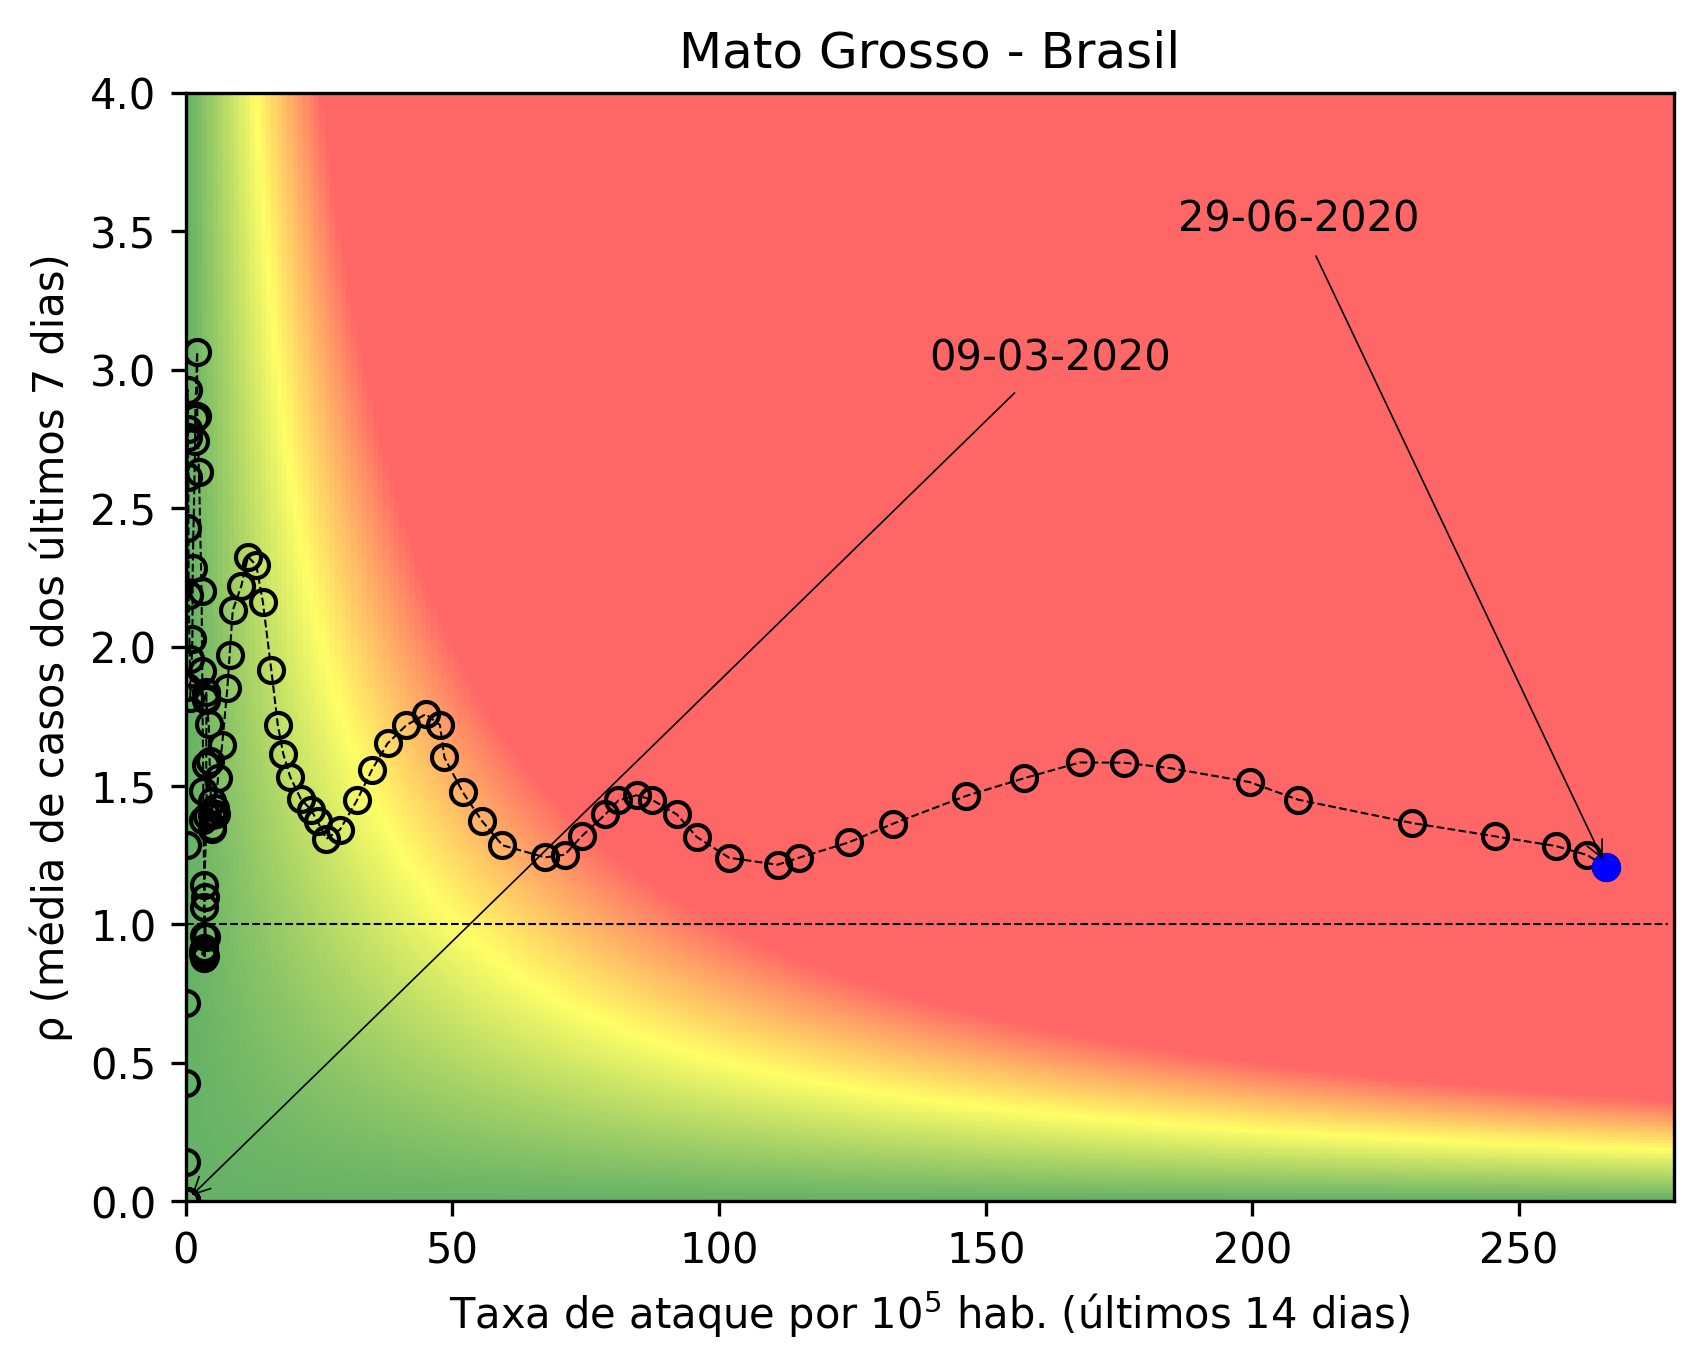 Mato Grosso - Brasil
4.0
3.5
3.0
2.5
2.0
1.5
1.0
0.5
0.0
ρ (média de casos dos últimos 7 dias)
29-06-2020
09-03-2020
0 50 100 150 200 250
Taxa de ataque por 10⁵ hab. (últimos 14 dias)